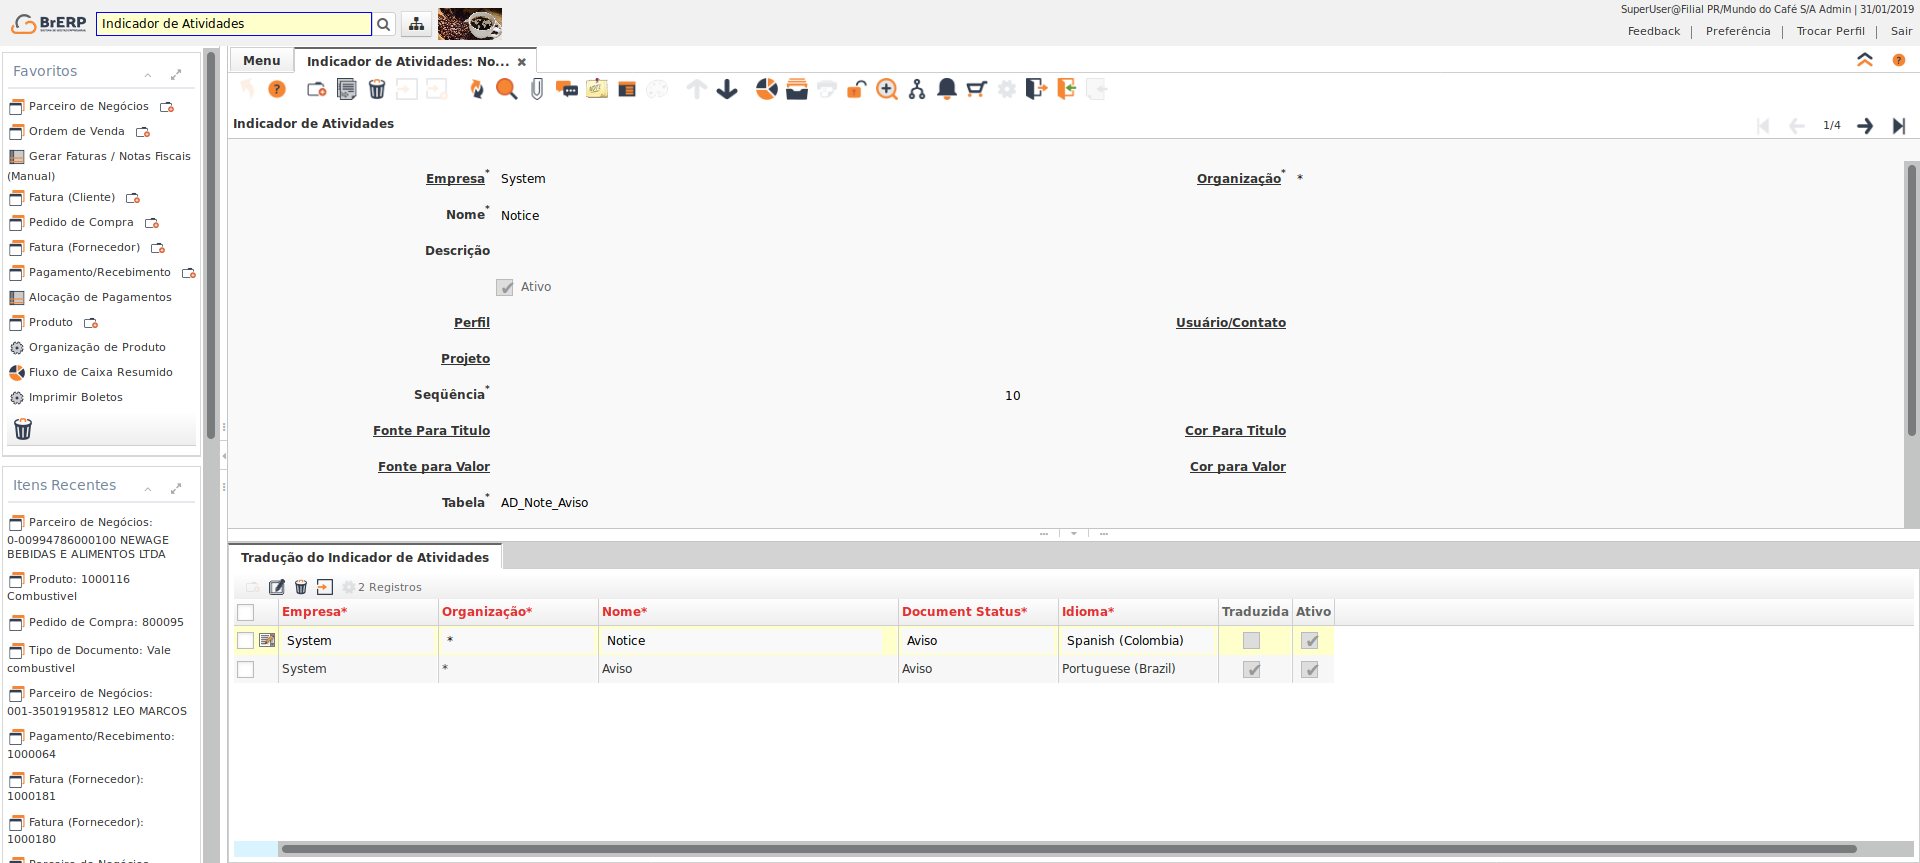 BrERP
Indicador de Atividades
SuperUser@Filial PR/Mundo do Café S/A Admin | 31/01/2019
Feedback | Preferência | Trocar Perfil | Sair
Favoritos
Parceiro de Negócios
Ordem de Venda
Gerar Faturas / Notas Fiscais
(Manual)
Fatura (Cliente)
Pedido de Compra
Fatura (Fornecedor)
Pagamento/Recebimento
Alocação de Pagamentos
Produto
Organização de Produto
Fluxo de Caixa Resumido
Imprimir Boletos
Itens Recentes
Parceiro de Negócios:
0-00994786000100 NEWAGE
BEBIDAS E ALIMENTOS LTDA
Produto: 1000116
Combustivel
Pedido de Compra: 800095
Tipo de Documento: Vale
combustivel
Parceiro de Negócios:
001-35019195812 LEO MARCOS
Pagamento/Recebimento:
1000064
Fatura (Fornecedor):
1000181
Fatura (Fornecedor):
1000180
Menu
Indicador de Atividades: No...
Indicador de Atividades
1/4
Empresa* System
Organização* *
Nome* Notice
Descrição
Ativo
Perfil
Usuário/Contato
Projeto
Seqüência* 10
Fonte Para Titulo
Cor Para Titulo
Fonte para Valor
Cor para Valor
Tabela* AD_Note_Aviso
Tradução do Indicador de Atividades
2 Registros
Empresa* Organização* Nome* Document Status* Idioma* Traduzida Ativo
System * Notice Aviso Spanish (Colombia)
System * Aviso Aviso Portuguese (Brazil)